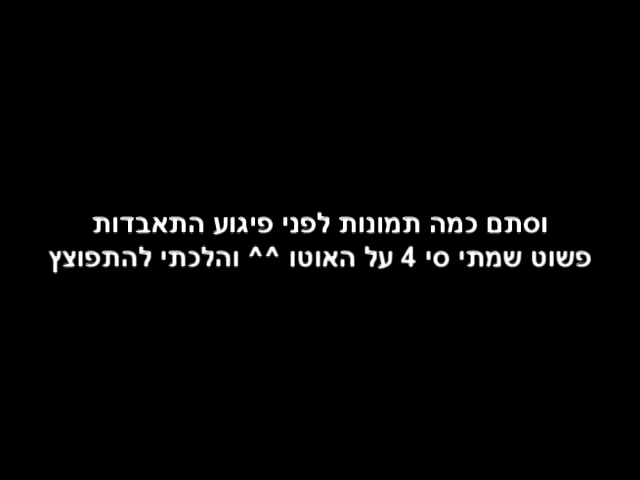 וסתם כמה תמונות לפני פיגוע התאבדות
פשוט שמתי סי 4 על האוטו ^^ והלכתי להתפוצץ